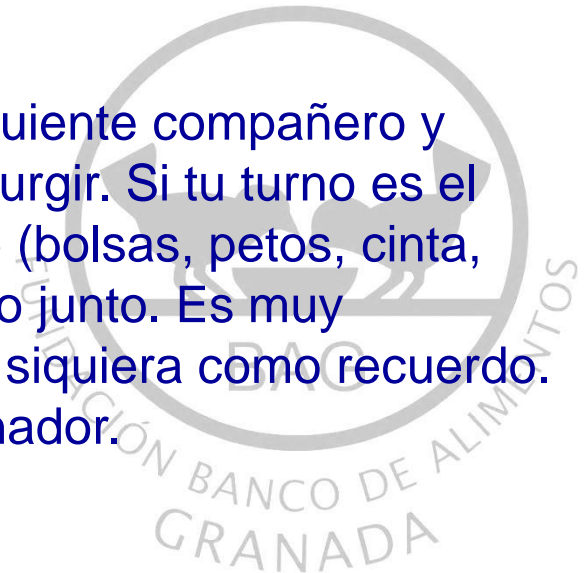 uiente compañero y
urgir. Si tu turno es el
(bolsas, petos, cinta,
o junto. Es muy
siquiera como recuerdo.
nador.
FUNDACIÓN BANCO DE ALIMENTOS
BAG
GRANADA